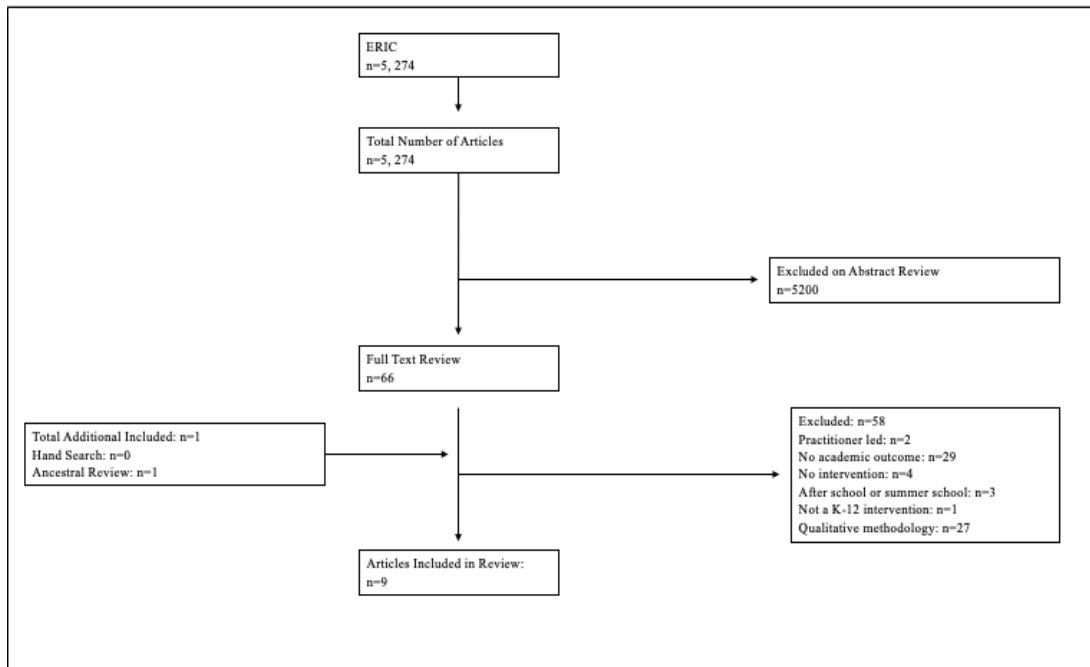 ERIC
n=5, 274
Total Number of Articles
n=5, 274
Excluded on Abstract Review
n=5200
Full Text Review
n=66
Total Additional Included: n=1
Hand Search: n=0
Ancestral Review: n=1
Excluded: n=58
Practitioner led: n=2
No academic outcome: n=29
No intervention: n=4
After school or summer school: n=3
Not a K-12 intervention: n=1
Qualitative methodology: n=27
Articles Included in Review:
n=9